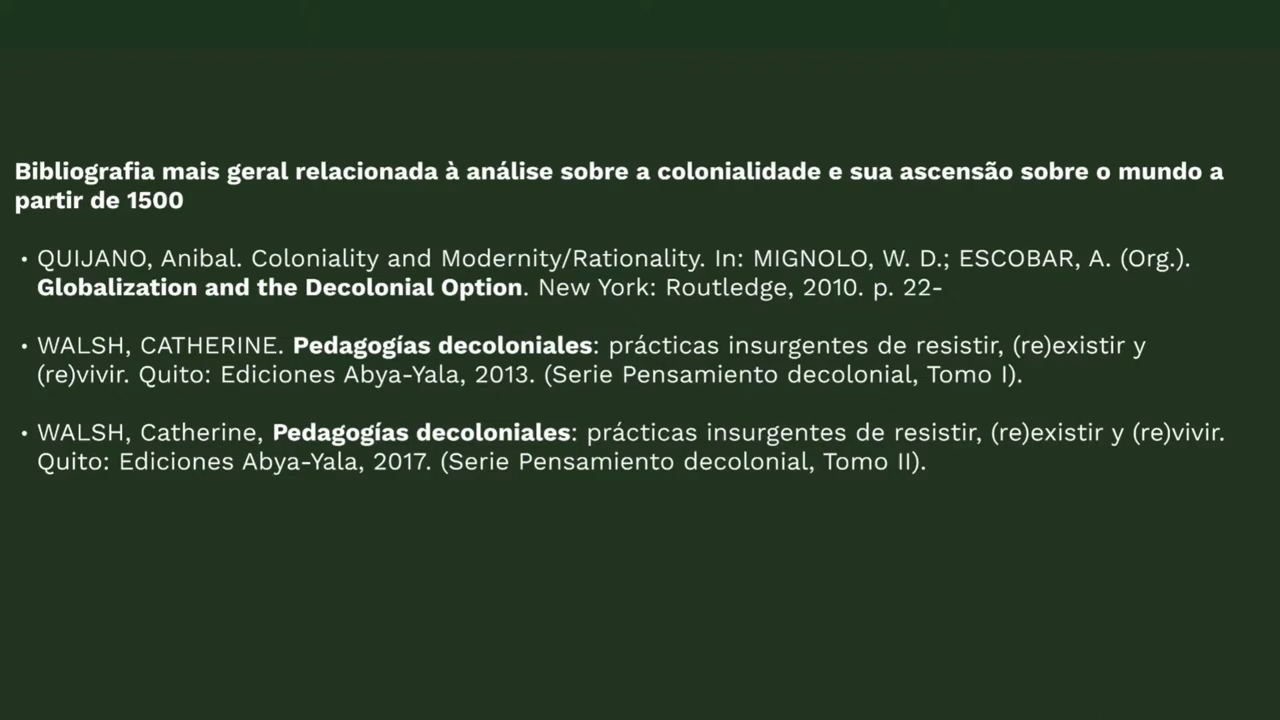 Bibliografia mais geral relacionada à análise sobre a colonialidade e sua ascensão sobre o mundo a
partir de 1500
• QUIJANO, Anibal. Coloniality and Modernity/Rationality. In: MIGNOLO, W. D.; ESCOBAR, A. (Org.).
Globalization and the Decolonial Option. New York: Routledge, 2010. p. 22-
• WALSH, CATHERINE. Pedagogías decoloniales: prácticas insurgentes de resistir, (re)existir y
(re)vivir. Quito: Ediciones Abya-Yala, 2013. (Serie Pensamiento decolonial, Tomo I).
• WALSH, Catherine, Pedagogías decoloniales: prácticas insurgentes de resistir, (re)existir y (re)vivir.
Quito: Ediciones Abya-Yala, 2017. (Serie Pensamiento decolonial, Tomo II).